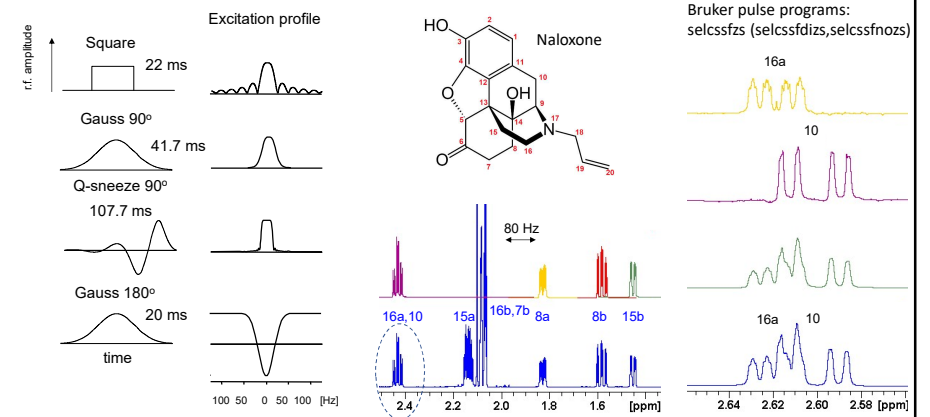 Excitation profile
r.f. amplitude
Square
22 ms
Gauss 90º
41.7 ms
Q-sneeze 90º
107.7 ms
Gauss 180º
20 ms
time
100 50 0 50 100 [Hz]
Naloxone
HO
2
3
1
4
11
12
10
O
13
OH
9
17
5
14
N
18
15
6
8
16
O
7
19
20
80 Hz
16a,10
15a
16b,7b
8a
8b
15b
2.4 2.2 2.0 1.8 1.6 [ppm]
Bruker pulse programs:
selcssfzs (selcssfdizs,selcssfnozs)
16a
10
16a
10
2.64 2.62 2.60 2.58 [ppm]